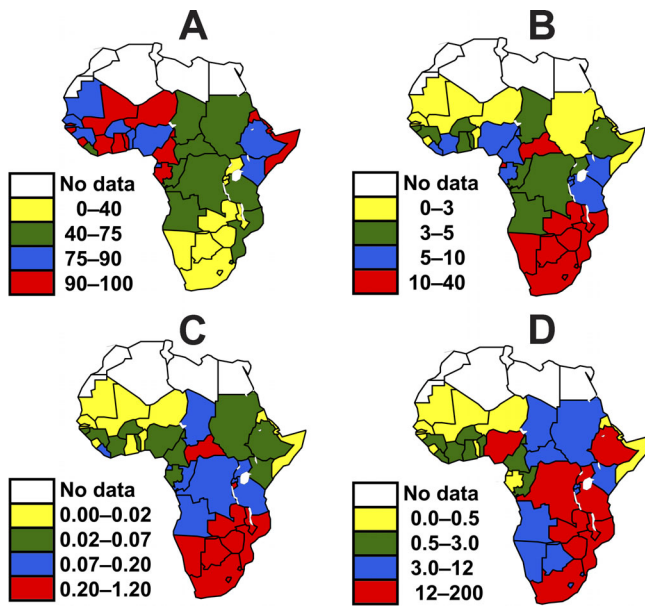 A
No data
0–40
40–75
75–90
90–100
B
No data
0–3
3–5
5–10
10–40
C
No data
0.00–0.02
0.02–0.07
0.07–0.20
0.20–1.20
D
No data
0.0–0.5
0.5–3.0
3.0–12
12–200